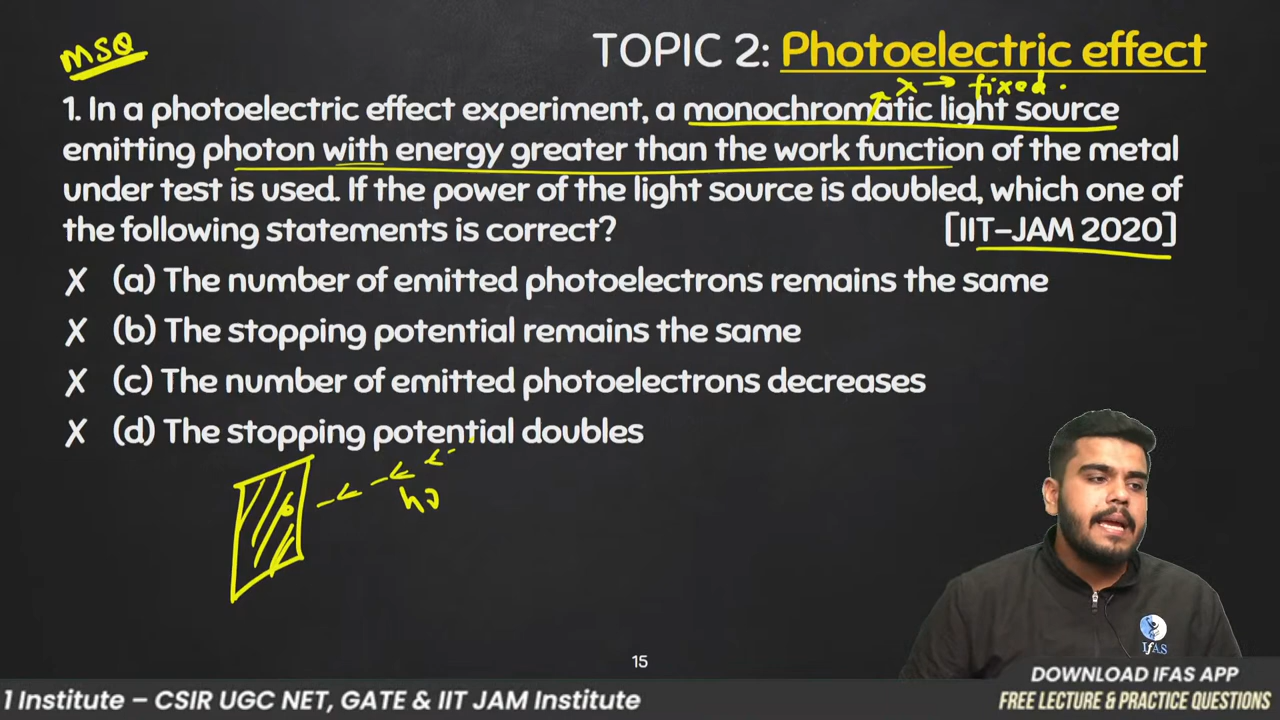 MSQ
TOPIC 2: Photoelectric effect
λ → fixed.
1. In a photoelectric effect experiment, a monochromatic light source
emitting photon with energy greater than the work function of the metal
under test is used. If the power of the light source is doubled, which one of
the following statements is correct?
[IIT-JAM 2020]
X (a) The number of emitted photoelectrons remains the same
X (b) The stopping potential remains the same
X (c) The number of emitted photoelectrons decreases
X (d) The stopping potential doubles
hν
IFAS
15
DOWNLOAD IFAS APP
1 Institute – CSIR UGC NET, GATE & IIT JAM Institute
FREE LECTURE & PRACTICE QUESTIONS